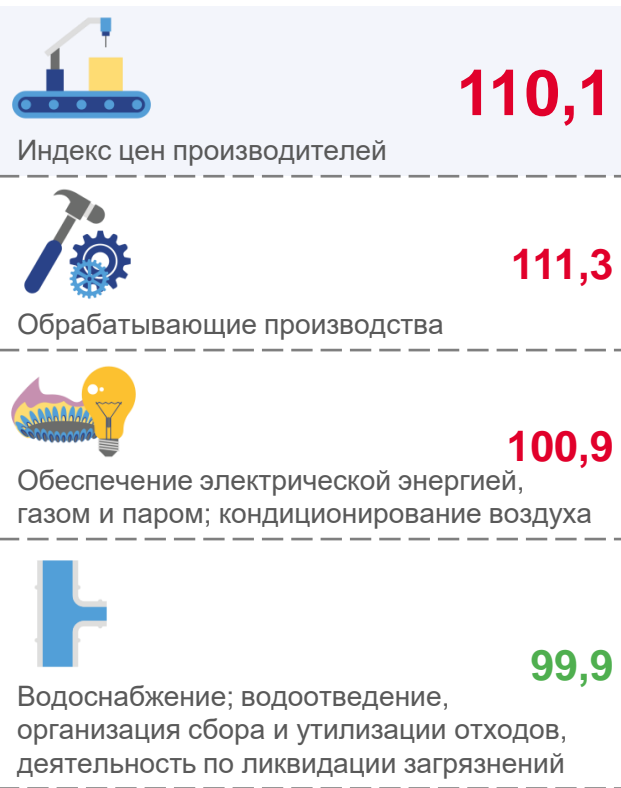 110,1
Индекс цен производителей
111,3
Обрабатывающие производства
100,9
Обеспечение электрической энергией,
газом и паром; кондиционирование воздуха
99,9
Водоснабжение; водоотведение,
организация сбора и утилизации отходов,
деятельность по ликвидации загрязнений